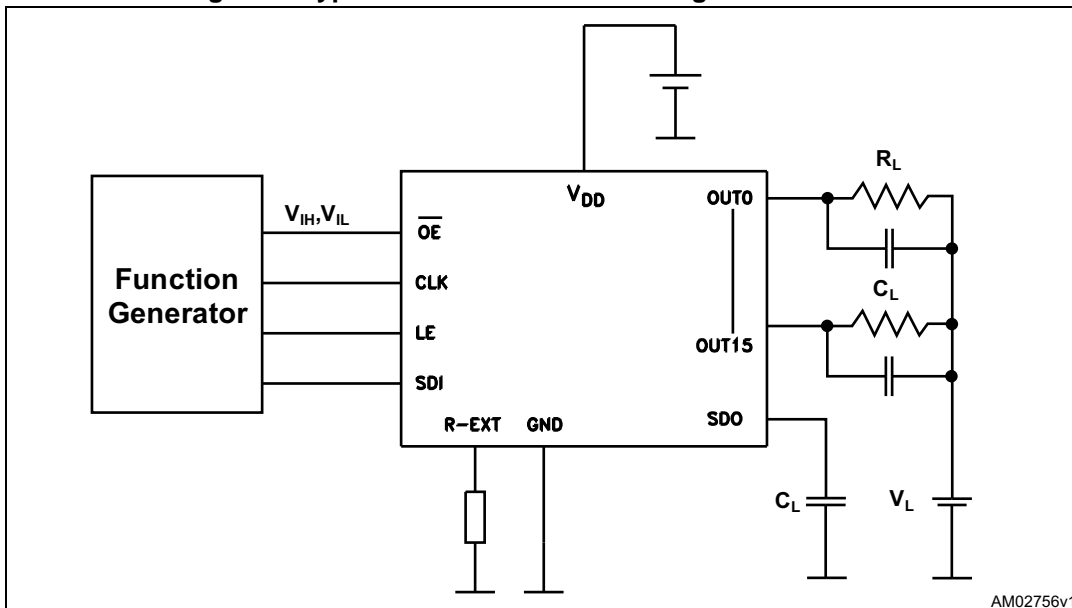 V_DD
R_L
OUT0
V_IH,V_IL
OE
CLK
Function
Generator
C_L
LE
OUT15
SDI
SDO
R-EXT
GND
C_L
V_L
AM02756v1